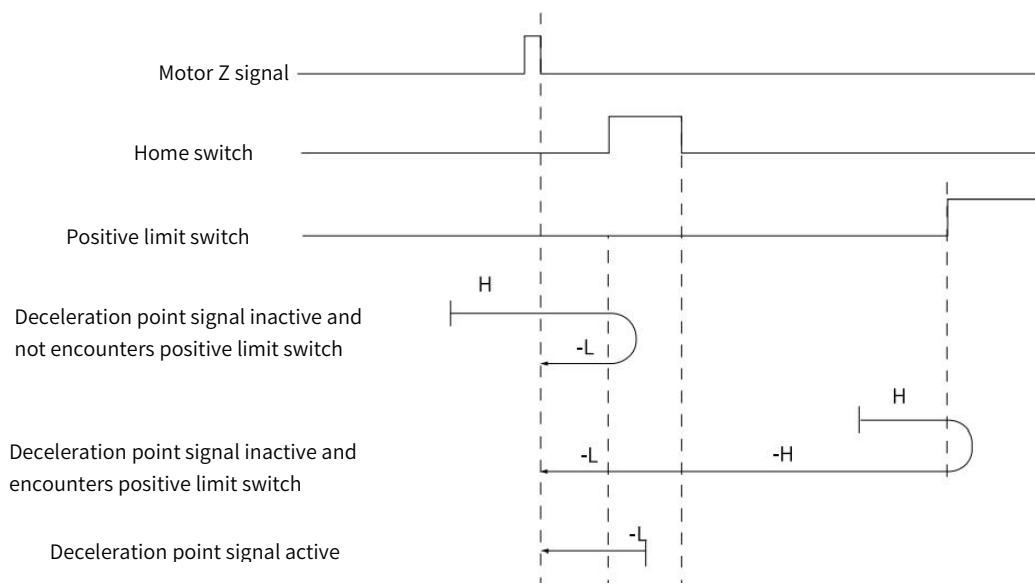 Motor Z signal
Home switch
Positive limit switch
H
Deceleration point signal inactive and
not encounters positive limit switch
-L
H
Deceleration point signal inactive and
encounters positive limit switch
-L
-H
Deceleration point signal active
-L